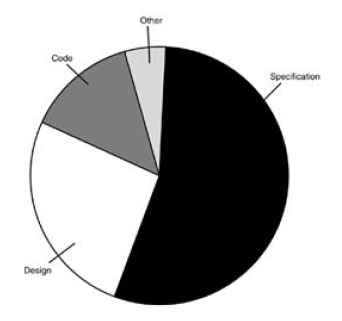 Other
Code
Specification
Design